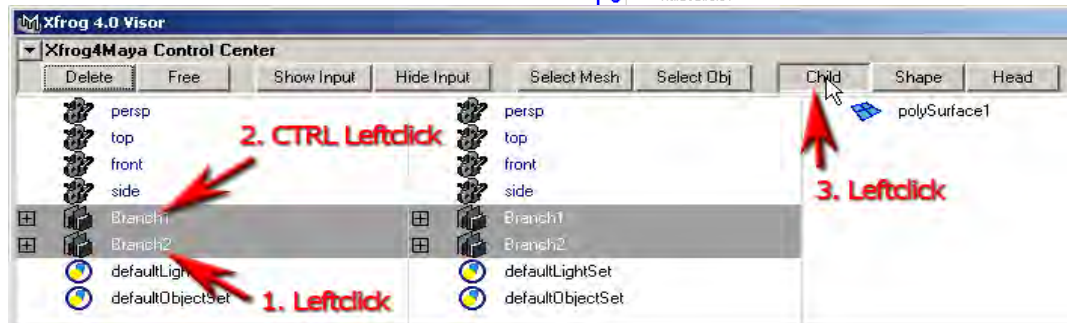 Xfrog 4.0 Visor
Xfrog4Maya Control Center
Delete Free Show Input Hide Input Select Mesh Select Obj Child Shape Head
persp persp polySurface1
top 2. CTRL Leftclick top
front front
side side 3. Leftclick
Branch1 Branch1
Branch2 Branch2
defaultLigh defaultLightSet
defaultObjectSet 1. Leftclick defaultObjectSet